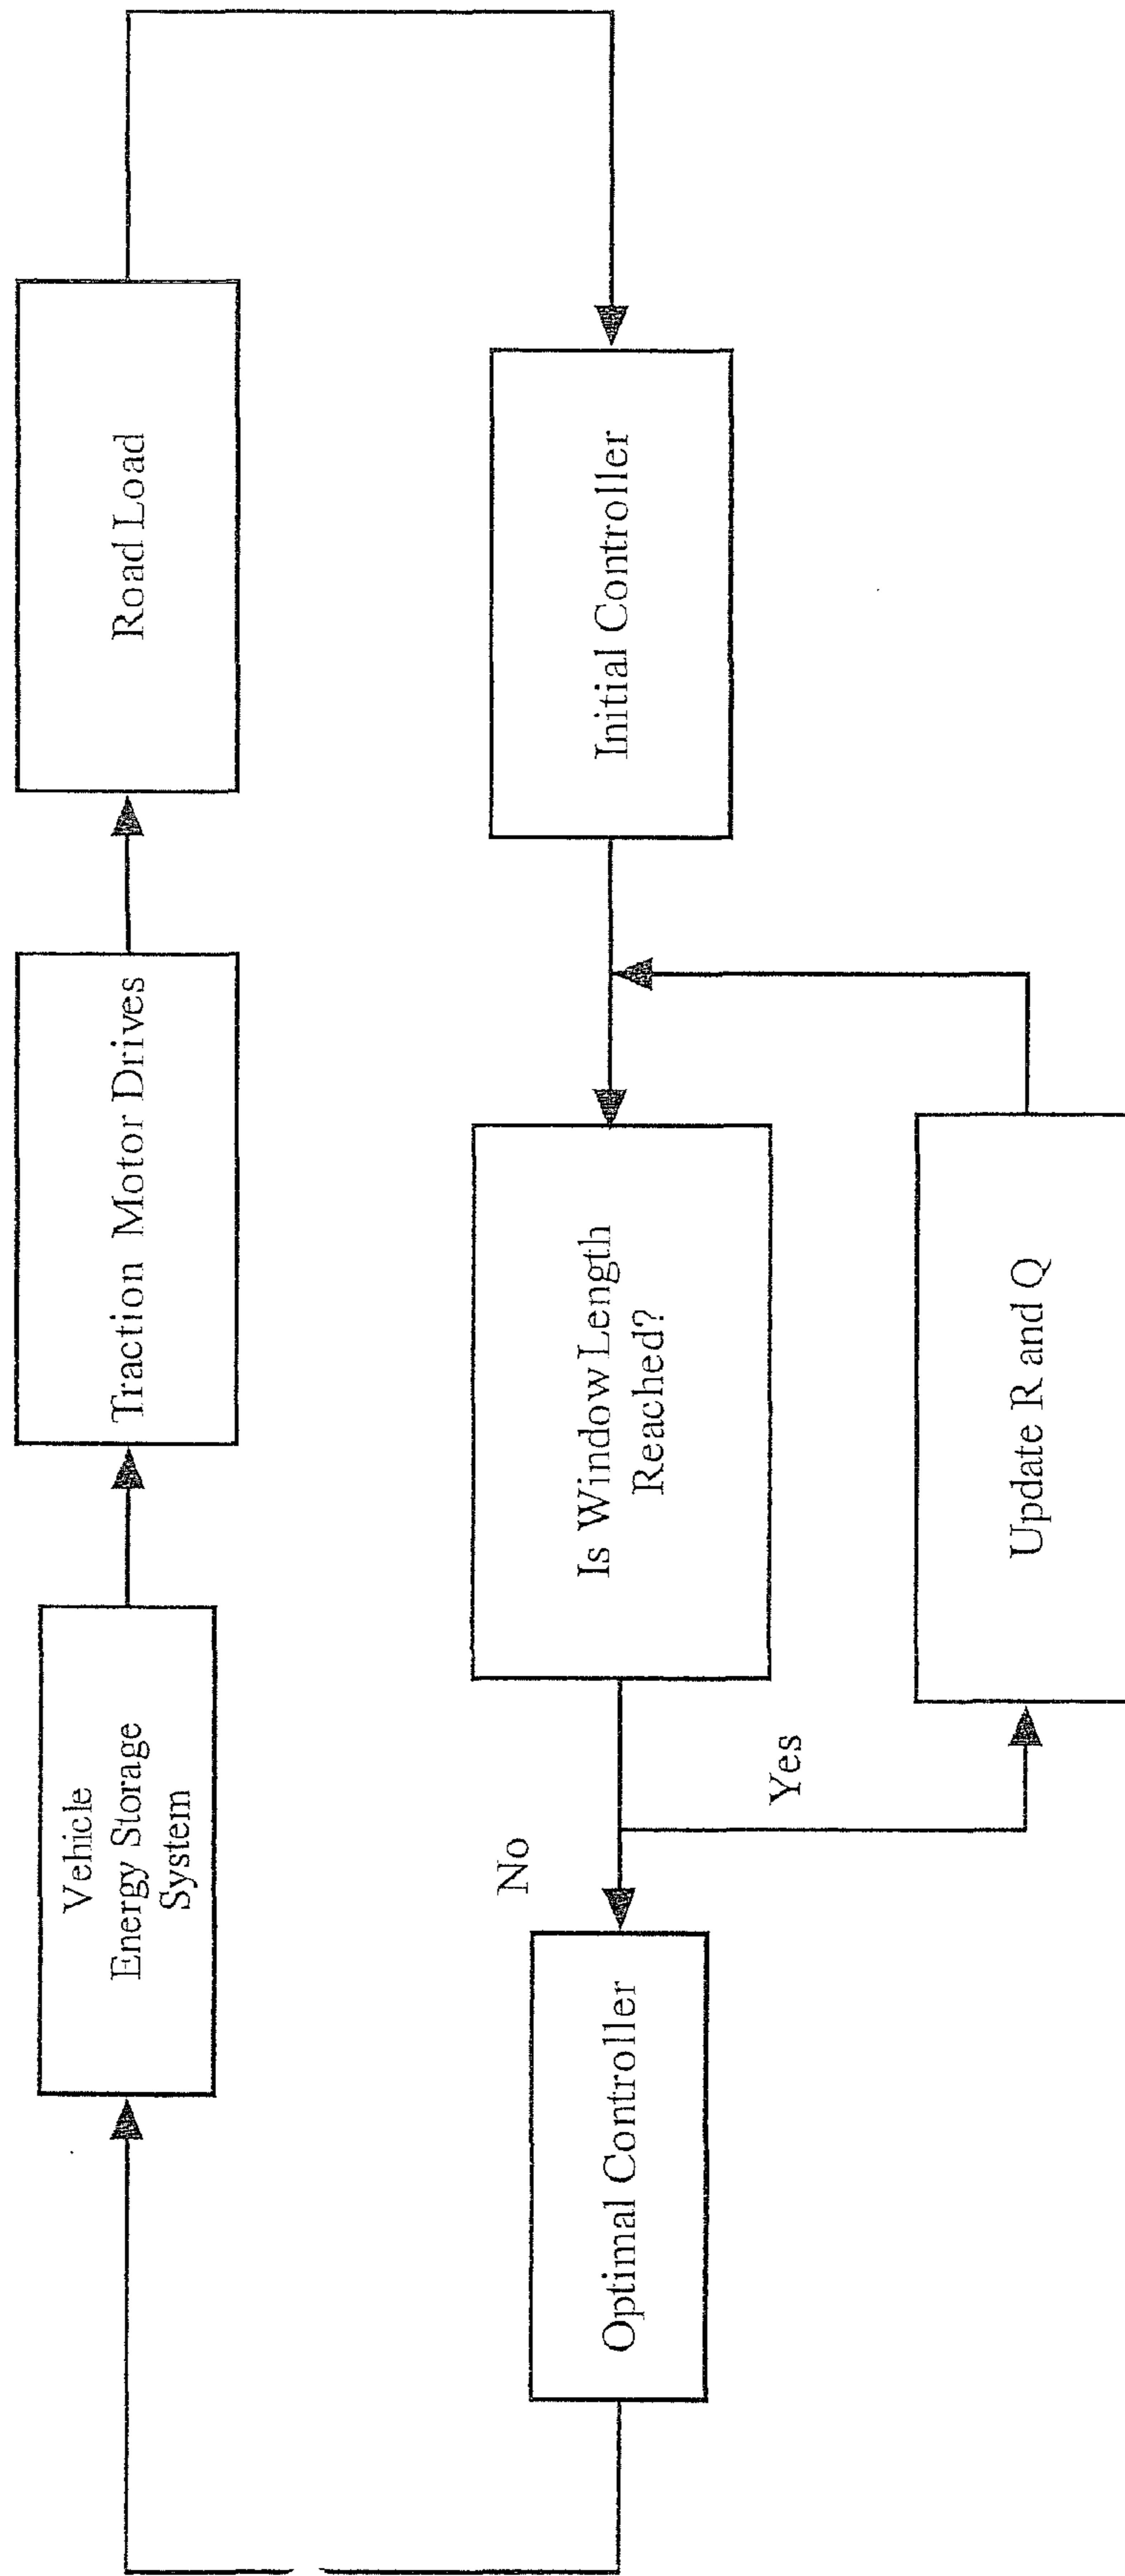 Vehicle
Energy Storage
System
Traction Motor Drives
Road Load
Optimal Controller
No
Yes
Is Window Length
Reached?
Initial Controller
Update R and Q